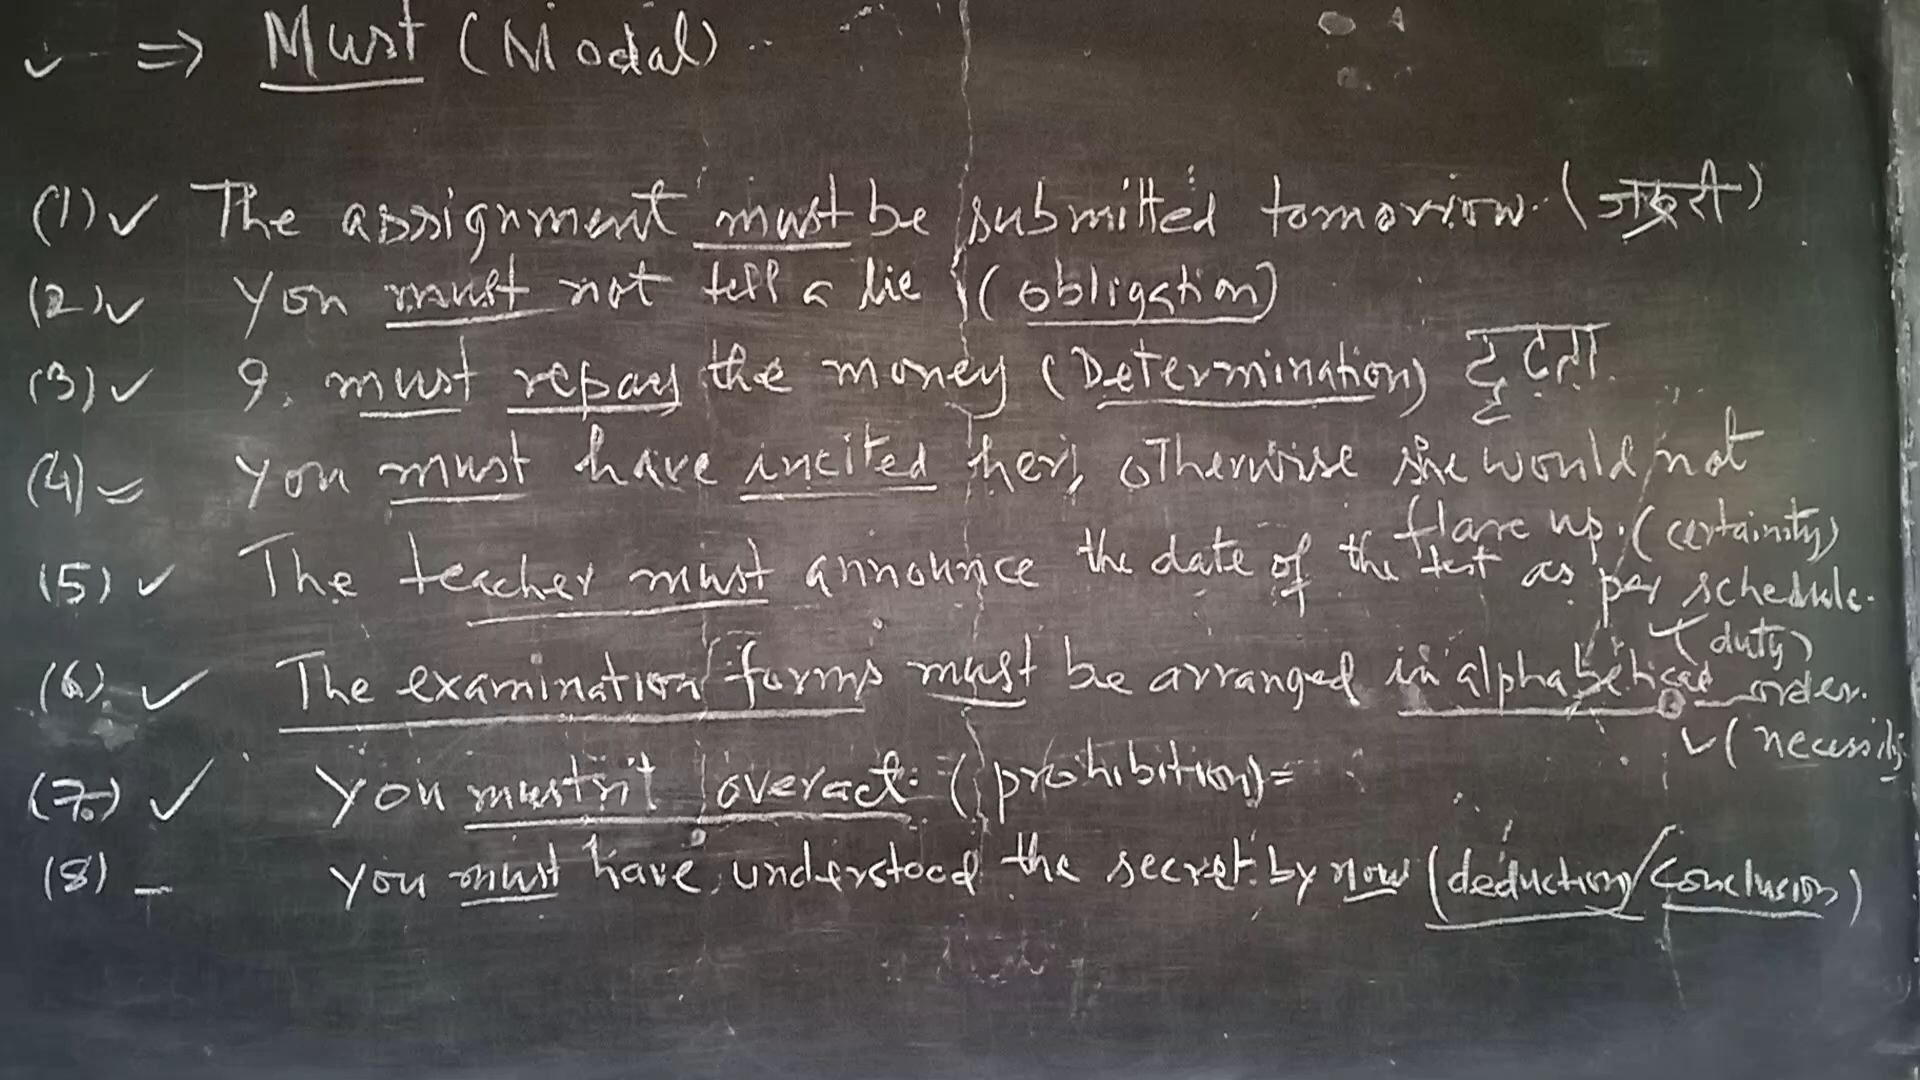 ⇒ Must (Modal)
(1) ✓ The assignment must be submitted tomorrow. (जरूरी)
(2) ✓ You must not tell a lie (obligation)
(3) ✓ I must repay the money (Determination) दृढ़ता
(4) You must have incited her, otherwise she would not
flare up. (certainity)
(5) ✓ The teacher must announce the date of the test as per schedule.
✓ (duty)
(6) ✓ The examination forms must be arranged in alphabetical order.
✓ (necessity
(7) ✓ You mustn't overact. (prohibition) =
(8) – You must have understood the secret by now (deduction/conclusion)